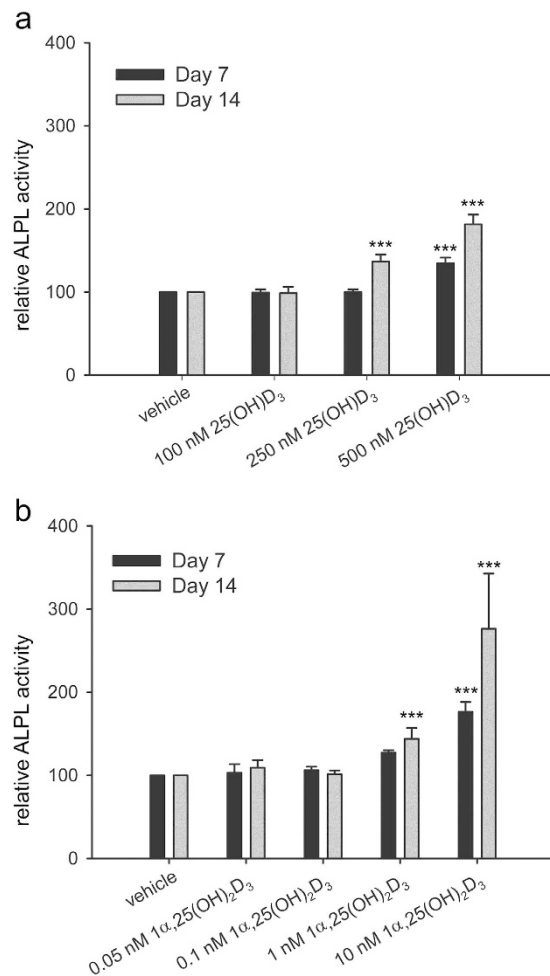 a
400
300
200
100
0
relative ALPL activity
Day 7
Day 14
***
***
***
vehicle
100 nM 25(OH)D₃
250 nM 25(OH)D₃
500 nM 25(OH)D₃
b
400
300
200
100
0
relative ALPL activity
Day 7
Day 14
***
***
***
vehicle
0.05 nM 1α,25(OH)₂D₃
0.1 nM 1α,25(OH)₂D₃
1 nM 1α,25(OH)₂D₃
10 nM 1α,25(OH)₂D₃